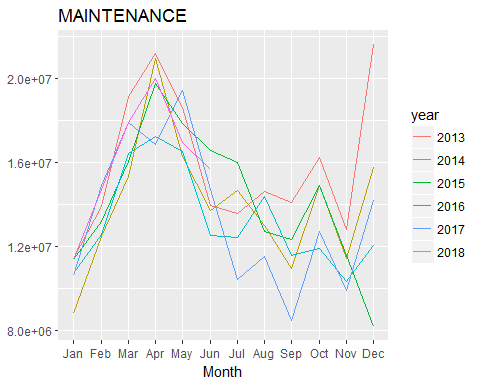 MAINTENANCE
2.0e+07
1.6e+07
1.2e+07
8.0e+06
Jan Feb Mar Apr May Jun Jul Aug Sep Oct Nov Dec
Month
year
2013
2014
2015
2016
2017
2018